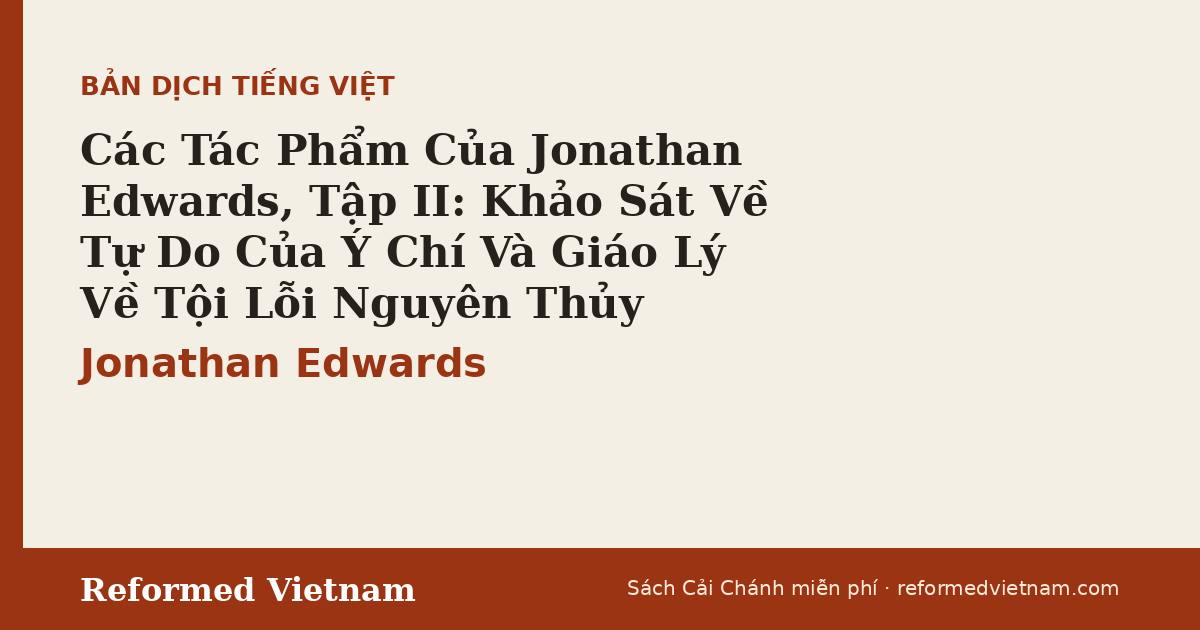 BẢN DỊCH TIẾNG VIỆT
Các Tác Phẩm Của Jonathan
Edwards, Tập II: Khảo Sát Về
Tự Do Của Ý Chí Và Giáo Lý
Về Tội Lỗi Nguyên Thủy
Jonathan Edwards
Reformed Vietnam
Sách Cải Chánh miễn phí · reformedvietnam.com